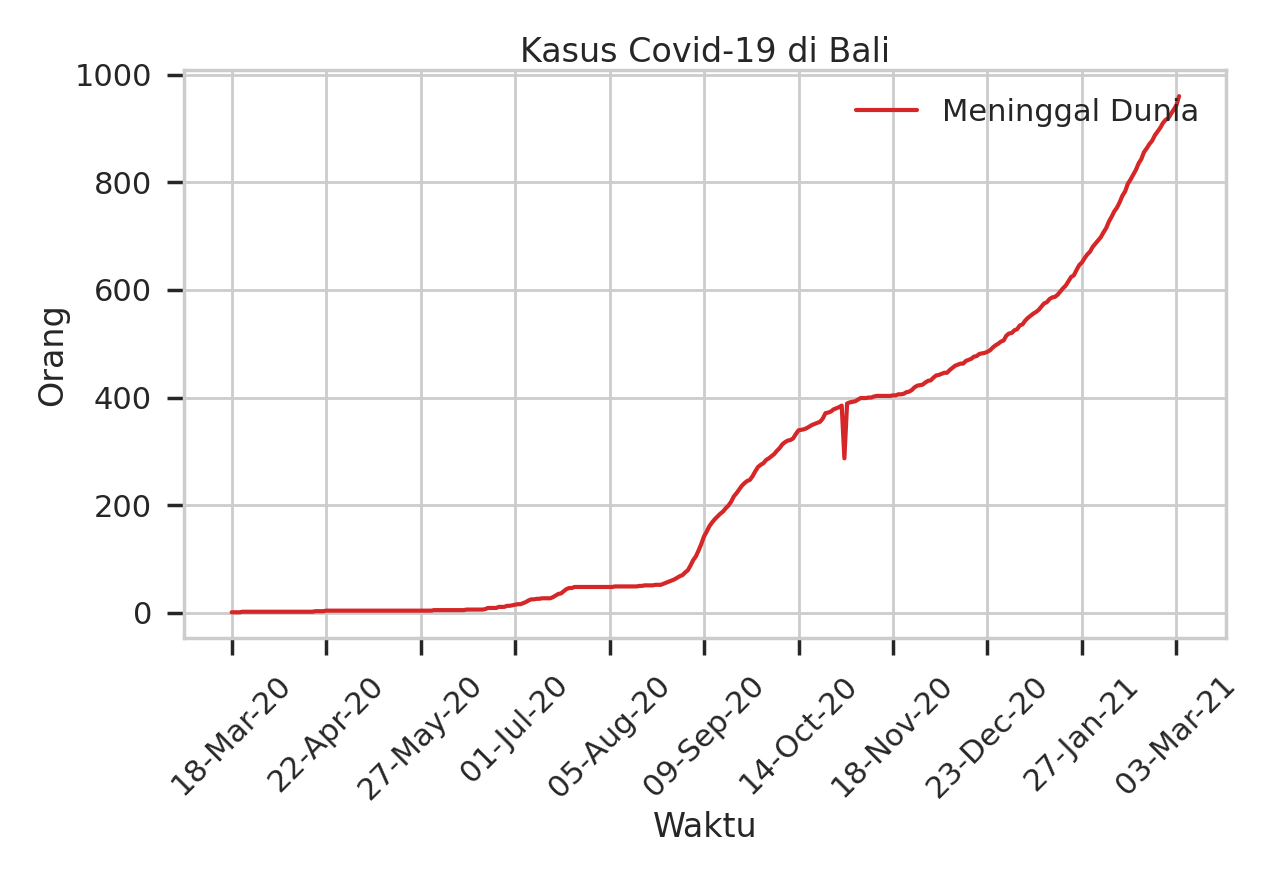 Kasus Covid-19 di Bali
Meninggal Dunia
Orang
1000
800
600
400
200
0
18-Mar-20
22-Apr-20
27-May-20
01-Jul-20
05-Aug-20
09-Sep-20
14-Oct-20
18-Nov-20
23-Dec-20
27-Jan-21
03-Mar-21
Waktu